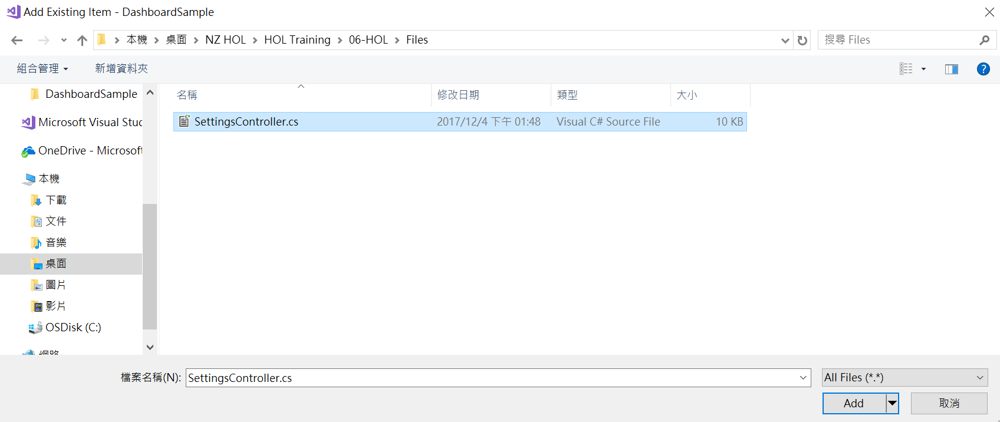 Add Existing Item - DashboardSample
本機 桌面 NZ HOL HOL Training 06-HOL Files
搜尋 Files
組合管理 新增資料夾
?
DashboardSample
Microsoft Visual Stuc
OneDrive - Microsoft
本機
下載
文件
音樂
桌面
圖片
影片
OSDisk (C:)
網路
名稱 修改日期 類型 大小
SettingsController.cs 2017/12/4 下午 01:48 Visual C# Source File 10 KB
檔案名稱(N): SettingsController.cs All Files (*.*)
Add 取消